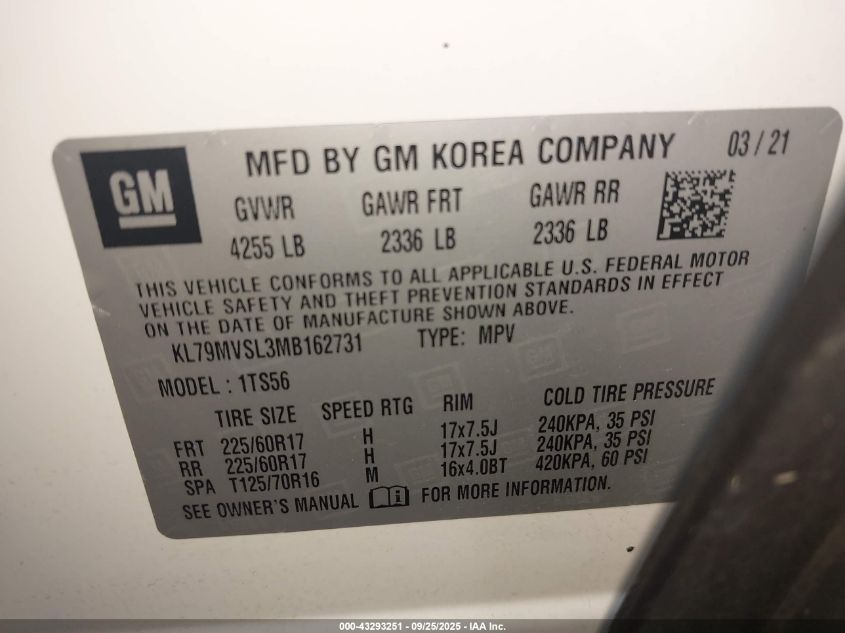 GM
MFD BY GM KOREA COMPANY 03 / 21
GVWR GAWR FRT GAWR RR
4255 LB 2336 LB 2336 LB
THIS VEHICLE CONFORMS TO ALL APPLICABLE U.S. FEDERAL MOTOR
VEHICLE SAFETY AND THEFT PREVENTION STANDARDS IN EFFECT
ON THE DATE OF MANUFACTURE SHOWN ABOVE.
KL79MVSL3MB162731 TYPE: MPV
MODEL : 1TS56
TIRE SIZE SPEED RTG RIM COLD TIRE PRESSURE
FRT 225/60R17 H 17x7.5J 240KPA, 35 PSI
RR 225/60R17 H 17x7.5J 240KPA, 35 PSI
SPA T125/70R16 M 16x4.0BT 420KPA, 60 PSI
SEE OWNER'S MANUAL FOR MORE INFORMATION.
000-43293251 - 09/25/2025 - IAA Inc.